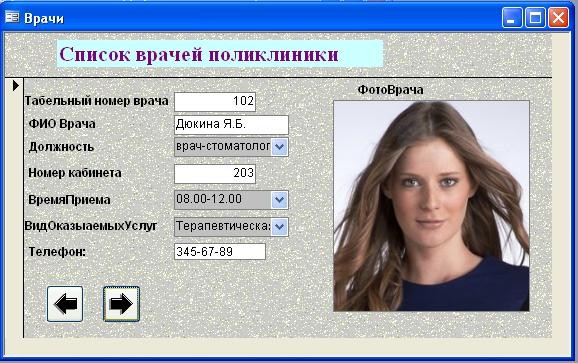 Врачи
Список врачей поликлиники
Табельный номер врача 102
ФИО Врача Дюкина Я.Б.
Должность врач-стоматолог
Номер кабинета 203
ВремяПриема 08.00-12.00
ВидОказыаемыхУслуг Терапевтическа
Телефон: 345-67-89
ФотоВрача